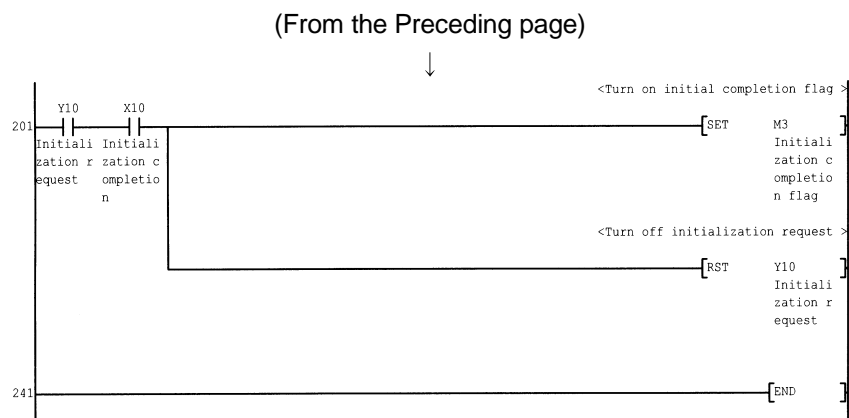 (From the Preceding page)
↓
<Turn on initial completion flag >
Y10 X10
201 [SET M3 ]
Initiali Initiali Initiali
zation r zation c zation c
equest ompletio ompletio
n n flag
<Turn off initialization request >
[RST Y10 ]
Initiali
zation r
equest
241 [END ]